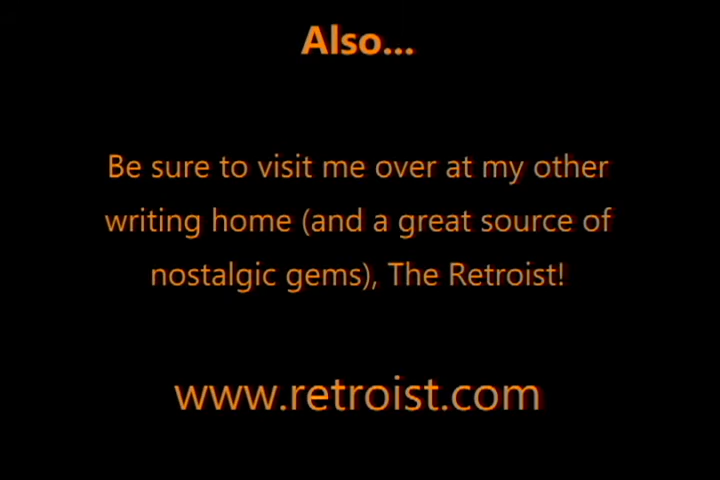 Also...
Be sure to visit me over at my other
writing home (and a great source of
nostalgic gems), The Retroist!
www.retroist.com